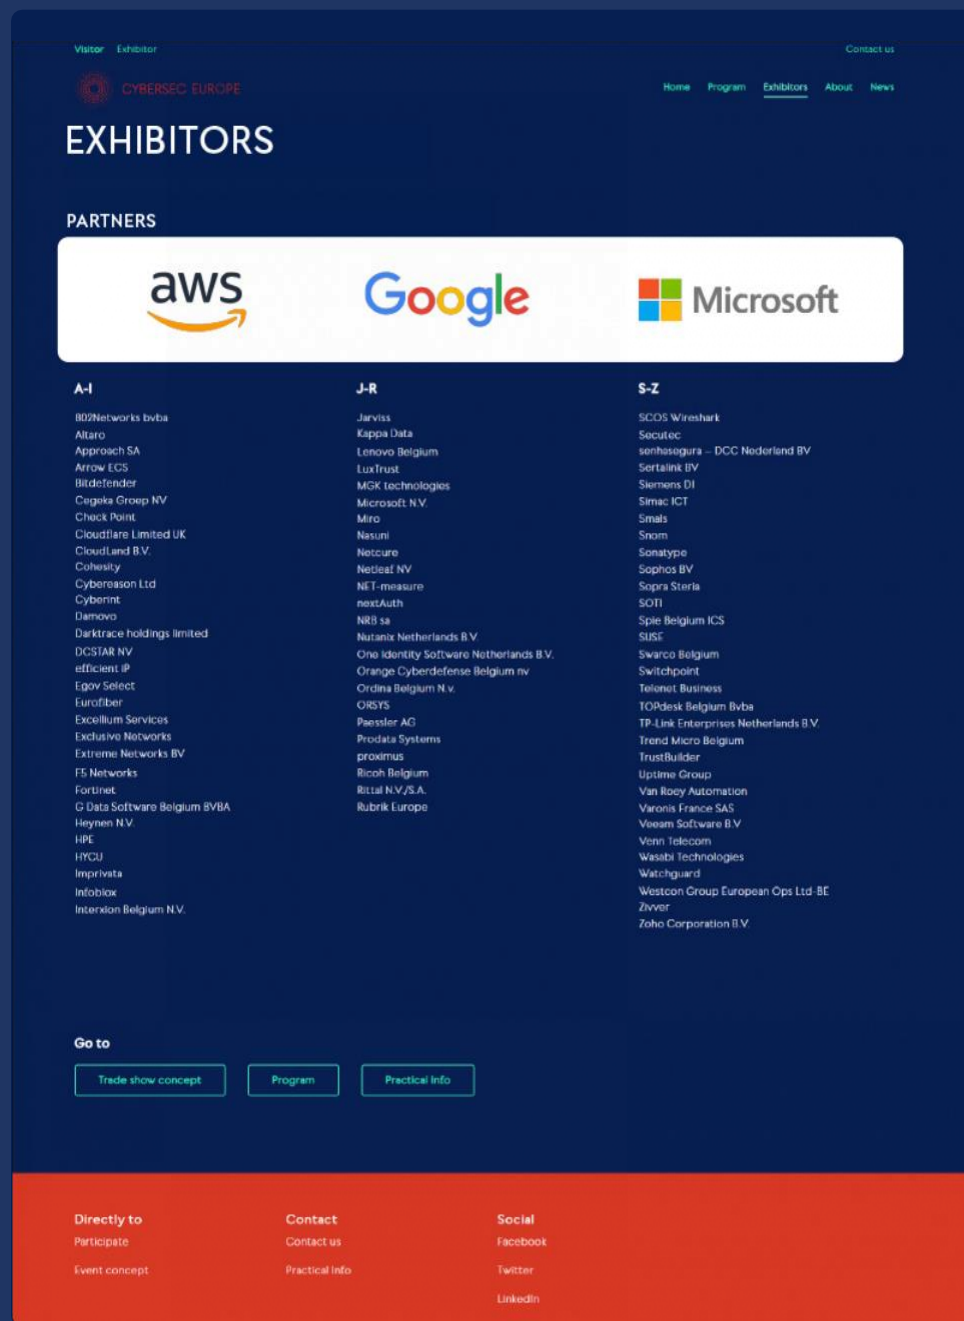 Visitor Exhibitor Contact us
CYBERSEC EUROPE
Home Program Exhibitors About News
EXHIBITORS
PARTNERS
aws Google Microsoft
A-I
802Networks bvba
Altaro
Approach SA
Arrow ECS
Bitdefender
Cegeka Groep NV
Check Point
Cloudflare Limited UK
CloudLand B.V.
Cohesity
Cybereason Ltd
Cyberint
Damovo
Darktrace holdings limited
DCSTAR NV
efficient iP
Egov Select
Eurofiber
Excellium Services
Exclusive Networks
Extreme Networks BV
F5 Networks
Fortinet
G Data Software Belgium BVBA
Heynen N.V.
HPE
HYCU
Imprivata
Infoblox
Interxion Belgium N.V.
J-R
Jarviss
Kappa Data
Lenovo Belgium
LuxTrust
MGK technologies
Microsoft N.V.
Miro
Nasuni
Netcure
Netleaf NV
NET-measure
nextAuth
NRB sa
Nutanix Netherlands B.V.
One Identity Software Netherlands B.V.
Orange Cyberdefense Belgium nv
Ordina Belgium N.v.
ORSYS
Paessler AG
Prodata Systems
proximus
Ricoh Belgium
Rittal N.V./S.A.
Rubrik Europe
S-Z
SCOS Wireshark
Secutec
senhasegura – DCC Nederland BV
Sertalink BV
Siemens DI
Simac ICT
Smals
Snom
Sonatype
Sophos BV
Sopra Steria
SOTI
Spie Belgium ICS
SUSE
Swarco Belgium
Switchpoint
Telenet Business
TOPdesk Belgium Bvba
TP-Link Enterprises Netherlands B.V.
Trend Micro Belgium
TrustBuilder
Uptime Group
Van Roey Automation
Varonis France SAS
Veeam Software B.V
Venn Telecom
Wasabi Technologies
Watchguard
Westcon Group European Ops Ltd-BE
Zivver
Zoho Corporation B.V.
Go to
Trade show concept Program Practical Info
Directly to
Participate
Event concept
Contact
Contact us
Practical Info
Social
Facebook
Twitter
LinkedIn